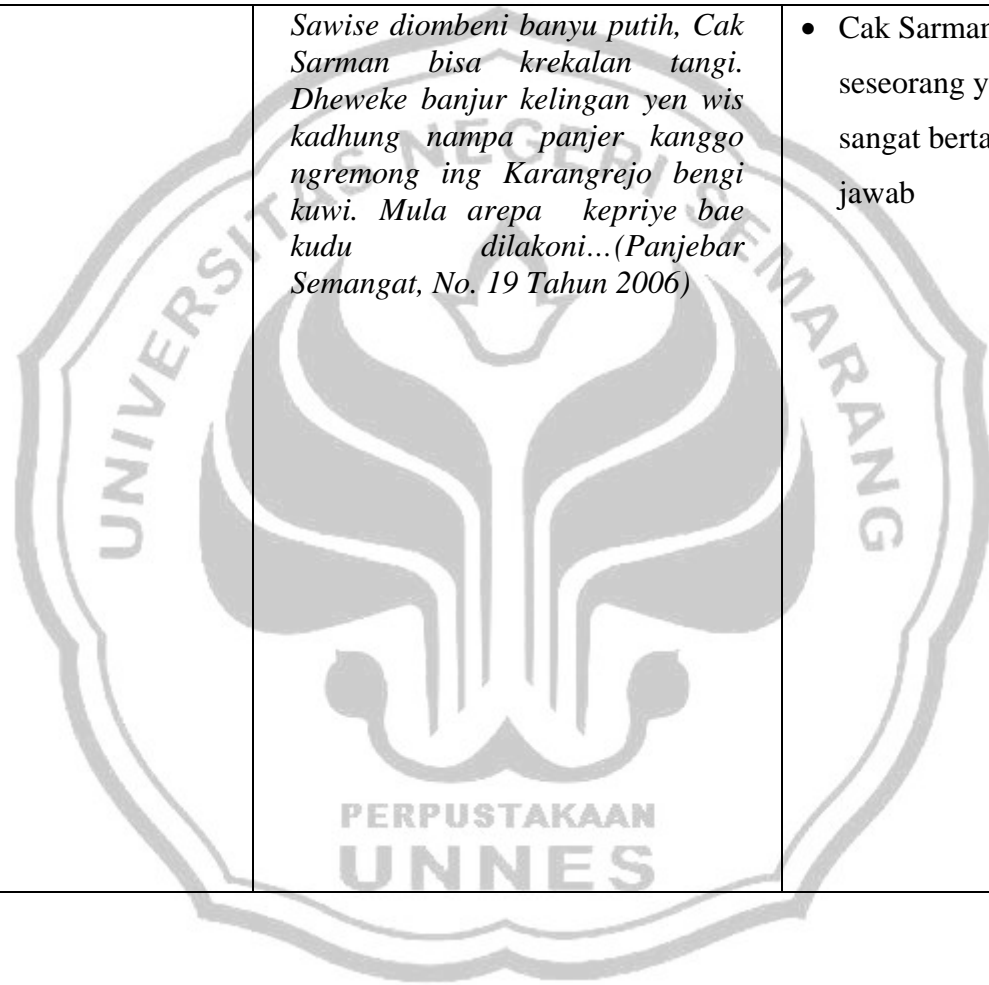 Sawise diombeni banyu putih, Cak
Sarman bisa krekalan tangi.
Dheweke banjur kelingan yen wis
kadhung nampa panjer kanggo
ngremong ing Karangrejo bengi
kuwi. Mula arepa kepriye bae
kudu dilakoni…(Panjebar
Semangat, No. 19 Tahun 2006)
• Cak Sarman
seseorang y
sangat berta
jawab
UNIVERSITAS NEGERI SEMARANG
PERPUSTAKAAN
UNNES